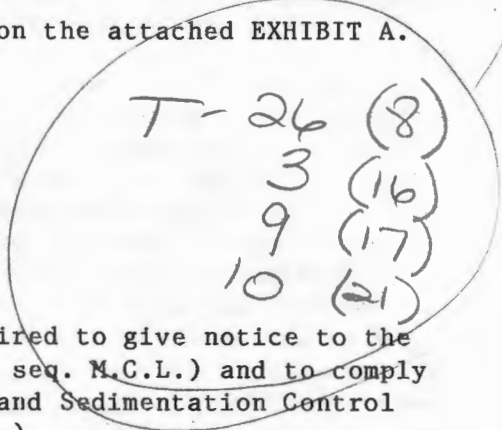 on the attached EXHIBIT A.
T- 26 (8)
3 (16)
9 (17)
10 (21)
ired to give notice to the
seq. M.C.L.) and to comply
and Sedimentation Control